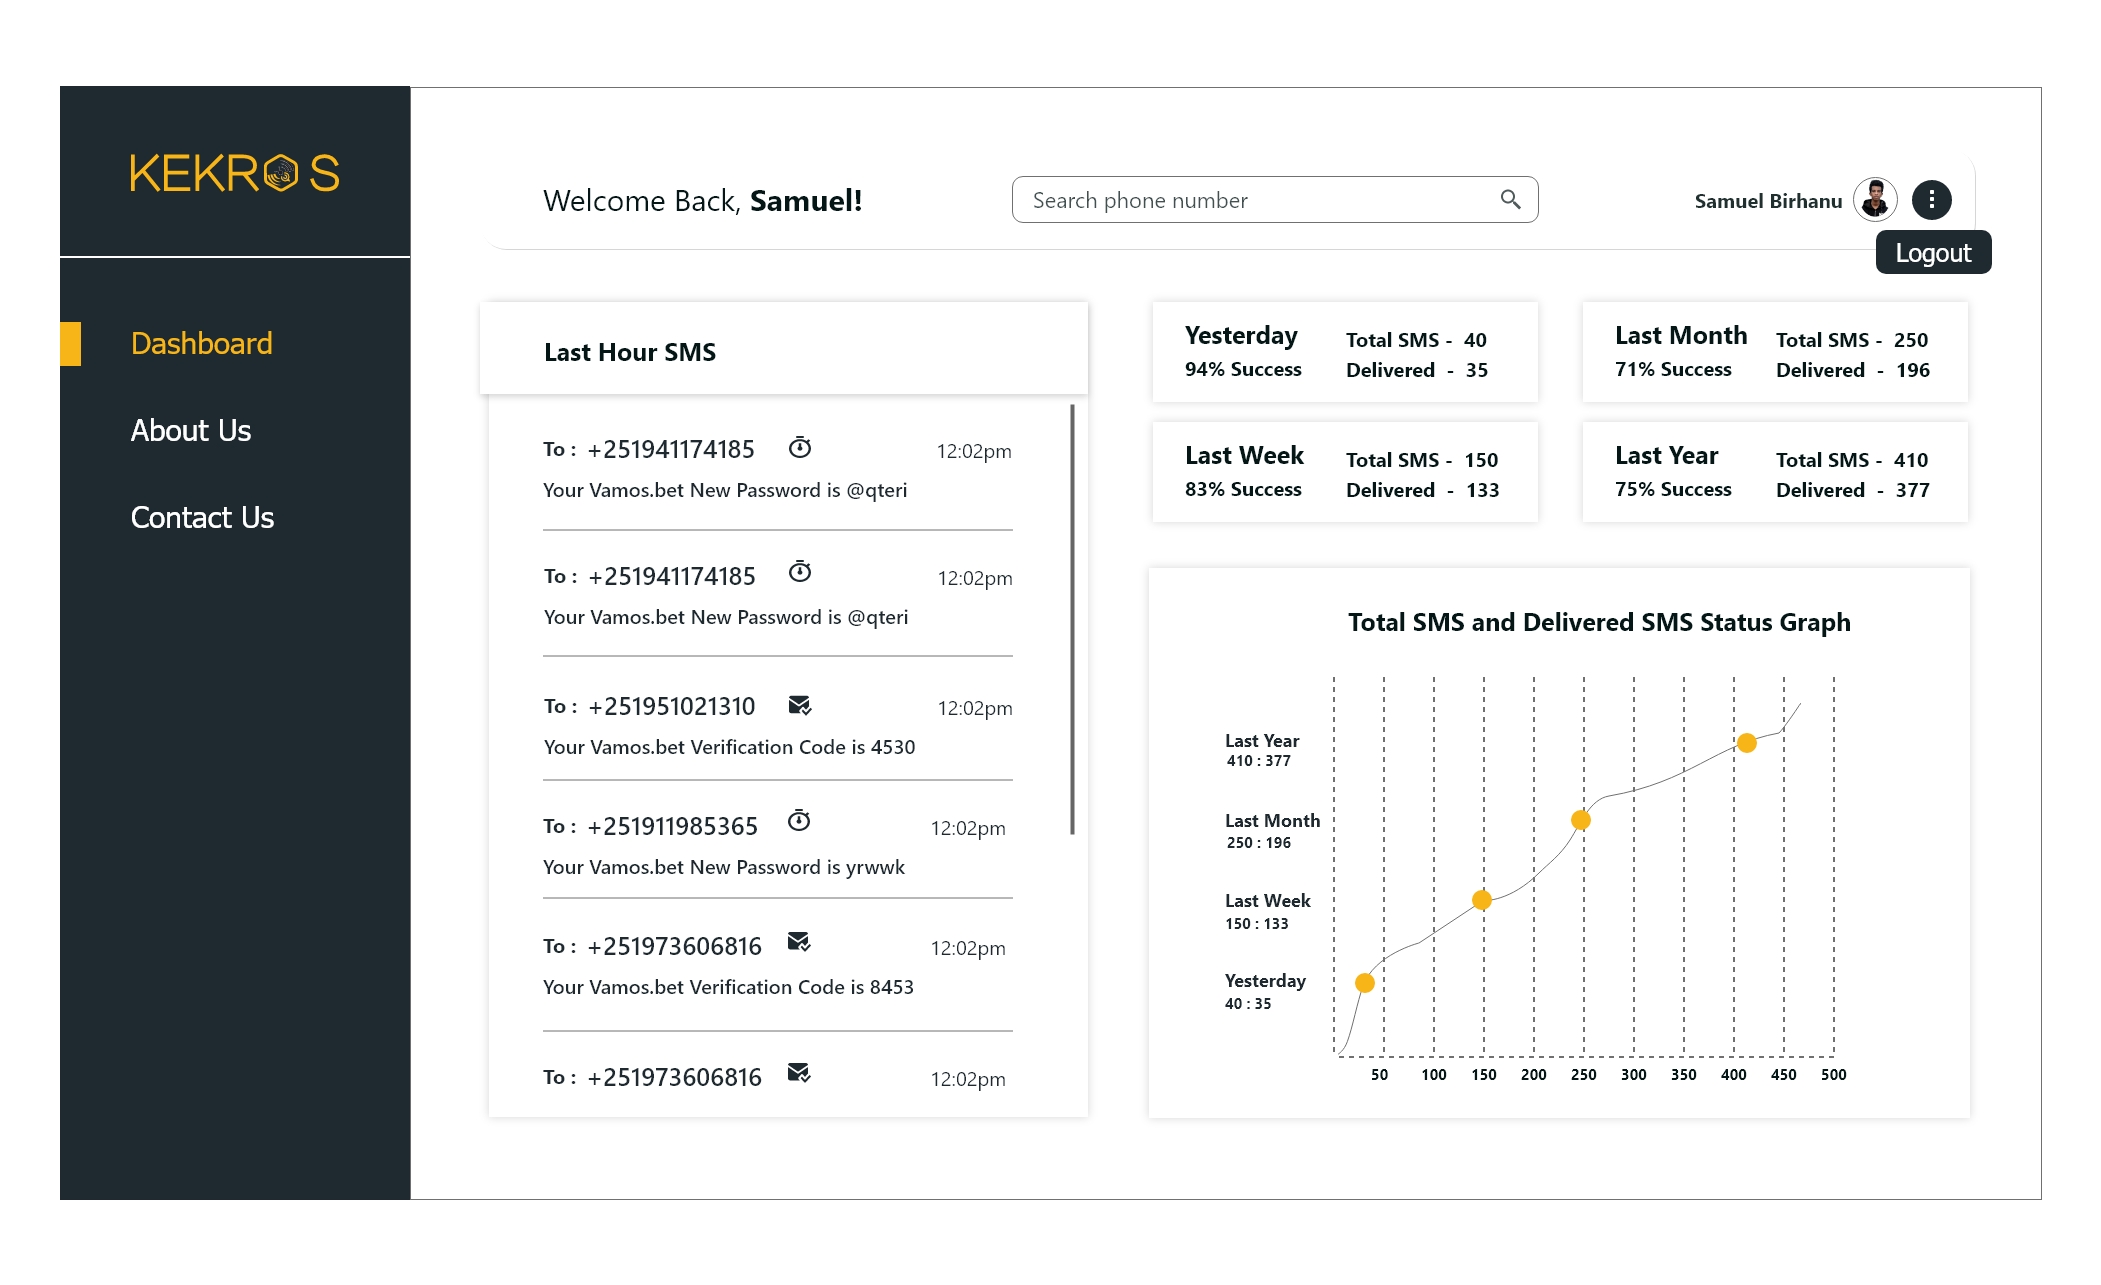 KEKROS
Dashboard
About Us
Contact Us
Welcome Back, Samuel!
Search phone number
Samuel Birhanu
Logout
Last Hour SMS
To : +251941174185 12:02pm
Your Vamos.bet New Password is @qteri
To : +251941174185 12:02pm
Your Vamos.bet New Password is @qteri
To : +251951021310 12:02pm
Your Vamos.bet Verification Code is 4530
To : +251911985365 12:02pm
Your Vamos.bet New Password is yrwwk
To : +251973606816 12:02pm
Your Vamos.bet Verification Code is 8453
To : +251973606816 12:02pm
Yesterday Total SMS - 40
94% Success Delivered - 35
Last Month Total SMS - 250
71% Success Delivered - 196
Last Week Total SMS - 150
83% Success Delivered - 133
Last Year Total SMS - 410
75% Success Delivered - 377
Total SMS and Delivered SMS Status Graph
Last Year
410 : 377
Last Month
250 : 196
Last Week
150 : 133
Yesterday
40 : 35
50 100 150 200 250 300 350 400 450 500